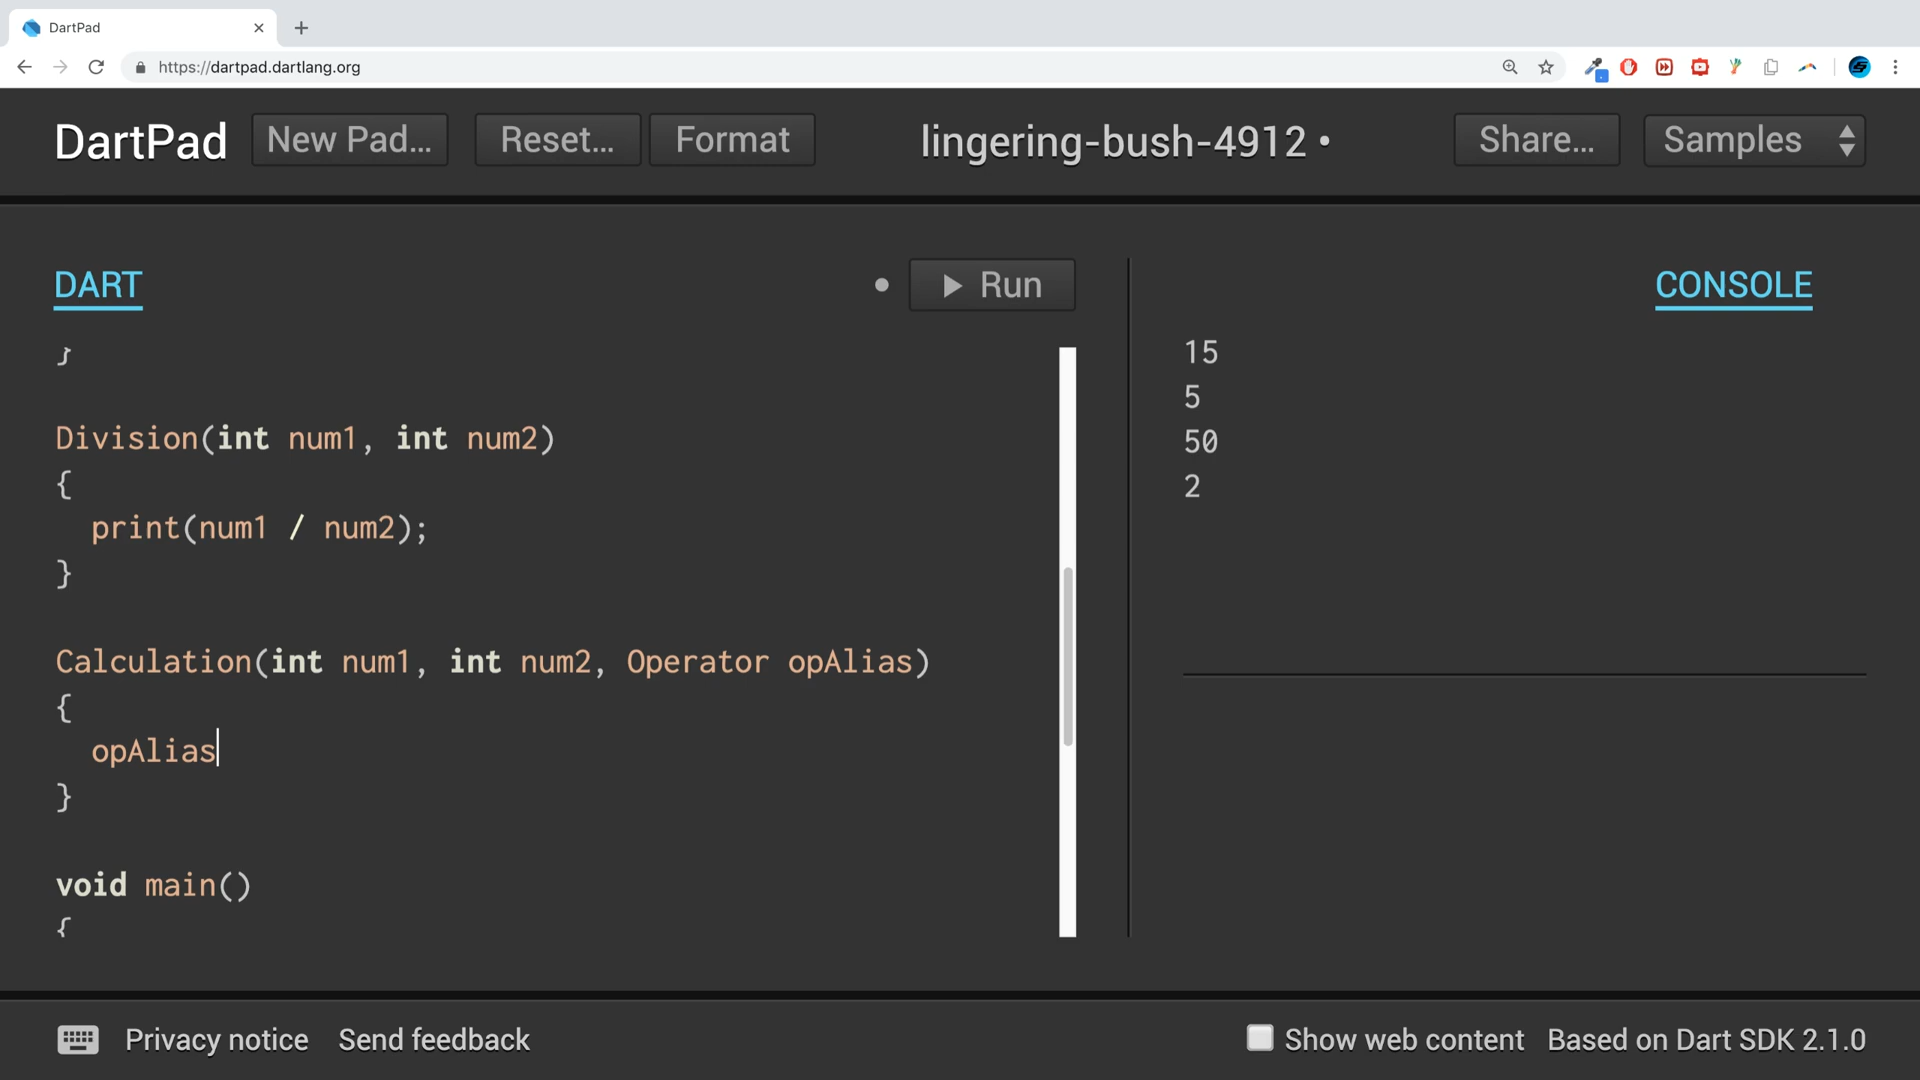 DartPad
https://dartpad.dartlang.org
DartPad
New Pad...
Reset...
Format
lingering-bush-4912 •
Share...
Samples
DART
Run
CONSOLE
}
Division(int num1, int num2)
{
print(num1 / num2);
}
Calculation(int num1, int num2, Operator opAlias)
{
opAlias
}
void main()
{
15
5
50
2
Privacy notice
Send feedback
Show web content
Based on Dart SDK 2.1.0